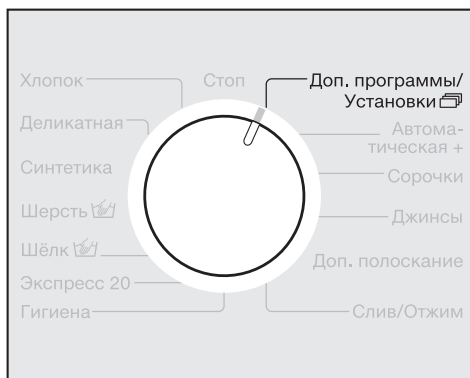 Хлопок
Деликатная
Синтетика
Шерсть
Шёлк
Экспресс 20
Гигиена
Стоп
Доп. программы/
Установки
Автома-
тическая +
Сорочки
Джинсы
Доп. полоскание
Слив/Отжим